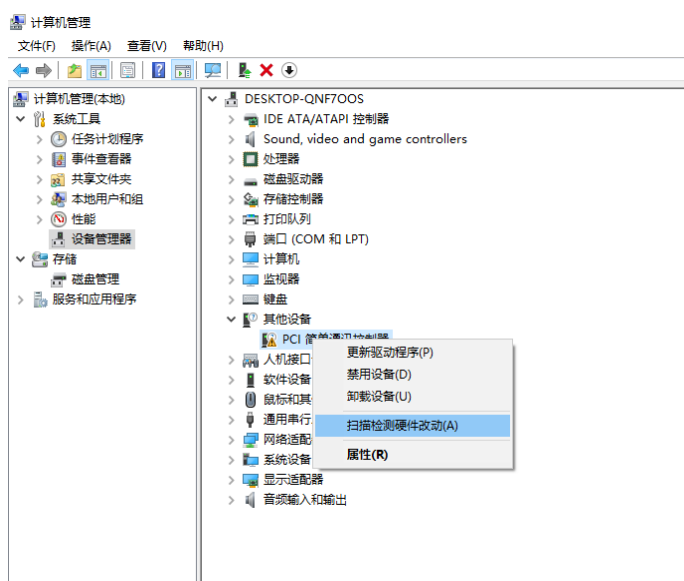 计算机管理
文件(F) 操作(A) 查看(V) 帮助(H)
计算机管理(本地)
系统工具
任务计划程序
事件查看器
共享文件夹
本地用户和组
性能
设备管理器
存储
磁盘管理
服务和应用程序
DESKTOP-QNF7OOS
IDE ATA/ATAPI 控制器
Sound, video and game controllers
处理器
磁盘驱动器
存储控制器
打印队列
端口 (COM 和 LPT)
计算机
监视器
键盘
其他设备
PCI 简单通讯控制器
人机接口
软件设备
鼠标和其
通用串行
网络适配
系统设备
显示适配器
音频输入和输出
更新驱动程序(P)
禁用设备(D)
卸载设备(U)
扫描检测硬件改动(A)
属性(R)